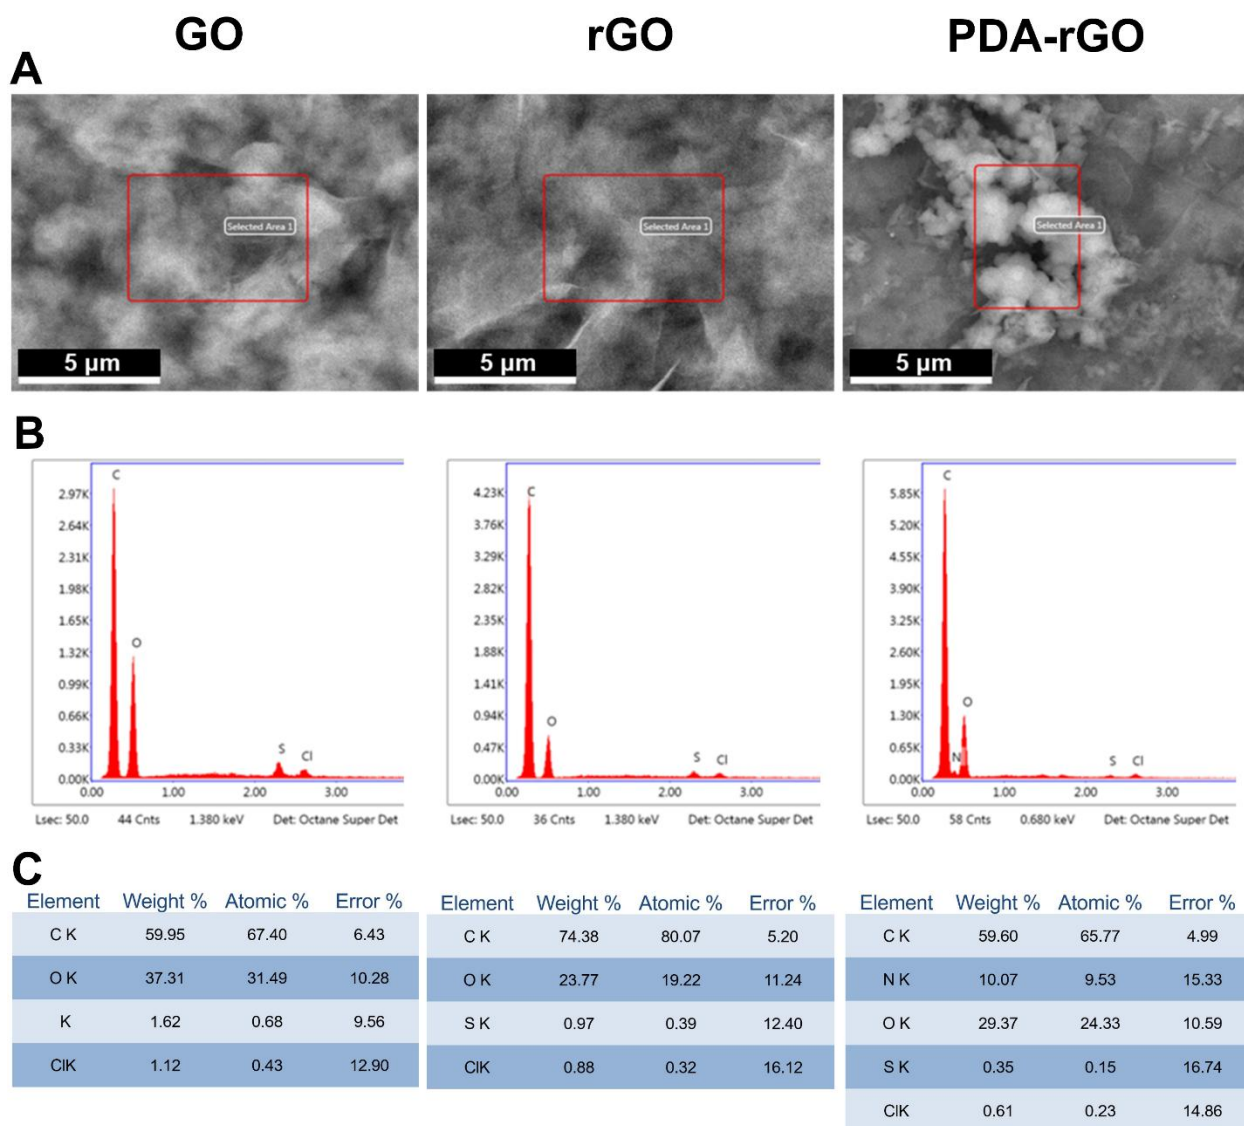 GO rGO PDA-rGO
A
Selected Area 1 Selected Area 1 Selected Area 1
5 µm 5 µm 5 µm
B
C
2.97K
2.64K
2.31K
1.98K
1.65K
O
1.32K
0.99K
0.66K
0.33K
S Cl
0.00K
0.00 1.00 2.00 3.00
Lsec: 50.0 44 Cnts 1.380 keV Det: Octane Super Det
C
4.23K
3.76K
3.29K
2.82K
2.35K
1.88K
1.41K
0.94K
O
0.47K
S Cl
0.00K
0.00 1.00 2.00 3.00
Lsec: 50.0 36 Cnts 1.380 keV Det: Octane Super Det
C
5.85K
5.20K
4.55K
3.90K
3.25K
2.60K
1.95K
O
1.30K
0.65K
N S Cl
0.00K
0.00 1.00 2.00 3.00
Lsec: 50.0 58 Cnts 0.680 keV Det: Octane Super Det
C
Element Weight % Atomic % Error %
C K 59.95 67.40 6.43
O K 37.31 31.49 10.28
K 1.62 0.68 9.56
ClK 1.12 0.43 12.90
Element Weight % Atomic % Error %
C K 74.38 80.07 5.20
O K 23.77 19.22 11.24
S K 0.97 0.39 12.40
ClK 0.88 0.32 16.12
Element Weight % Atomic % Error %
C K 59.60 65.77 4.99
N K 10.07 9.53 15.33
O K 29.37 24.33 10.59
S K 0.35 0.15 16.74
ClK 0.61 0.23 14.86